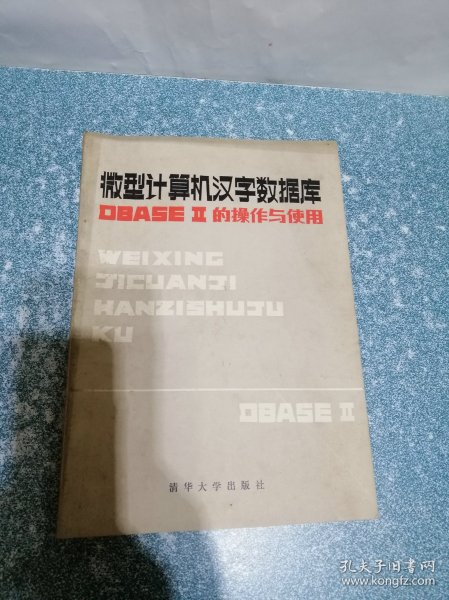 微型计算机汉字数据库
DBASE II 的操作与使用
WEIXING
JICUANJI
HANZISHUJU
KU
DBASE II
清华大学出版社
孔夫子旧书网
www.kongfz.com